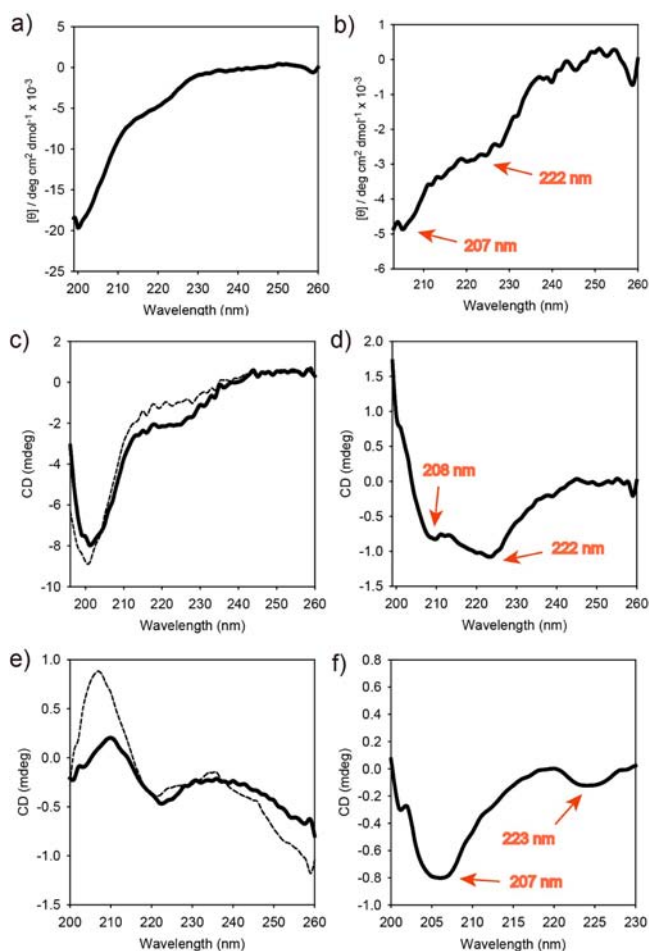 a)
0
-5
-10
-15
-20
-25
[θ] / deg cm² dmol⁻¹ x 10⁻³
200 210 220 230 240 250 260
Wavelength (nm)
b)
1
0
-1
-2
-3
-4
-5
-6
[θ] / deg cm² dmol⁻¹ x 10⁻³
222 nm
207 nm
210 220 230 240 250 260
Wavelength (nm)
c)
4
2
0
-2
-4
-6
-8
-10
CD (mdeg)
200 210 220 230 240 250 260
Wavelength (nm)
d)
2.0
1.5
1.0
0.5
0.0
-0.5
-1.0
-1.5
CD (mdeg)
208 nm
222 nm
200 210 220 230 240 250 260
Wavelength (nm)
e)
1.0
0.5
0.0
-0.5
-1.0
-1.5
CD (mdeg)
200 210 220 230 240 250 260
Wavelength (nm)
f)
0.8
0.6
0.4
0.2
0.0
-0.2
-0.4
-0.6
-0.8
-1.0
CD (mdeg)
223 nm
207 nm
200 205 210 215 220 225 230
Wavelength (nm)